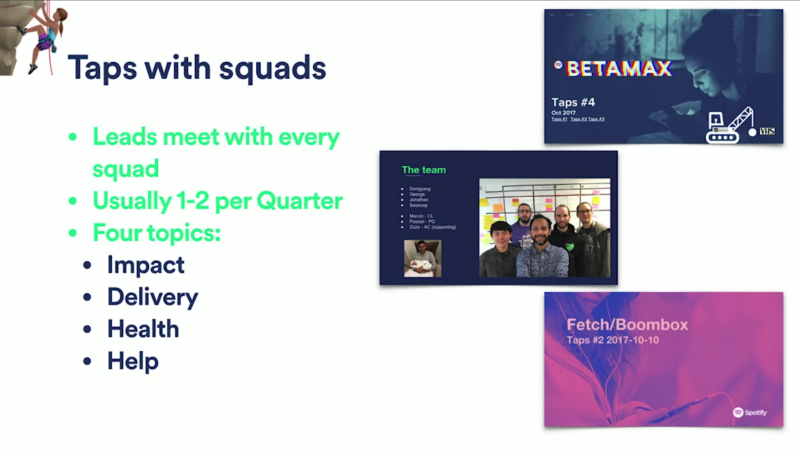 Taps with squads
• Leads meet with every
squad
• Usually 1-2 per Quarter
• Four topics:
• Impact
• Delivery
• Health
• Help
BETAMAX
Taps #4
Oct 2017
Taps #1 Taps #2 Taps #3
VHS
The team
• Dongyang
• George
• Jonathan
• Swaroop
• Marcin - CL
• Pooran - PO
• Zuza - AC (supporting)
Fetch/Boombox
Taps #2 2017-10-10
Spotify